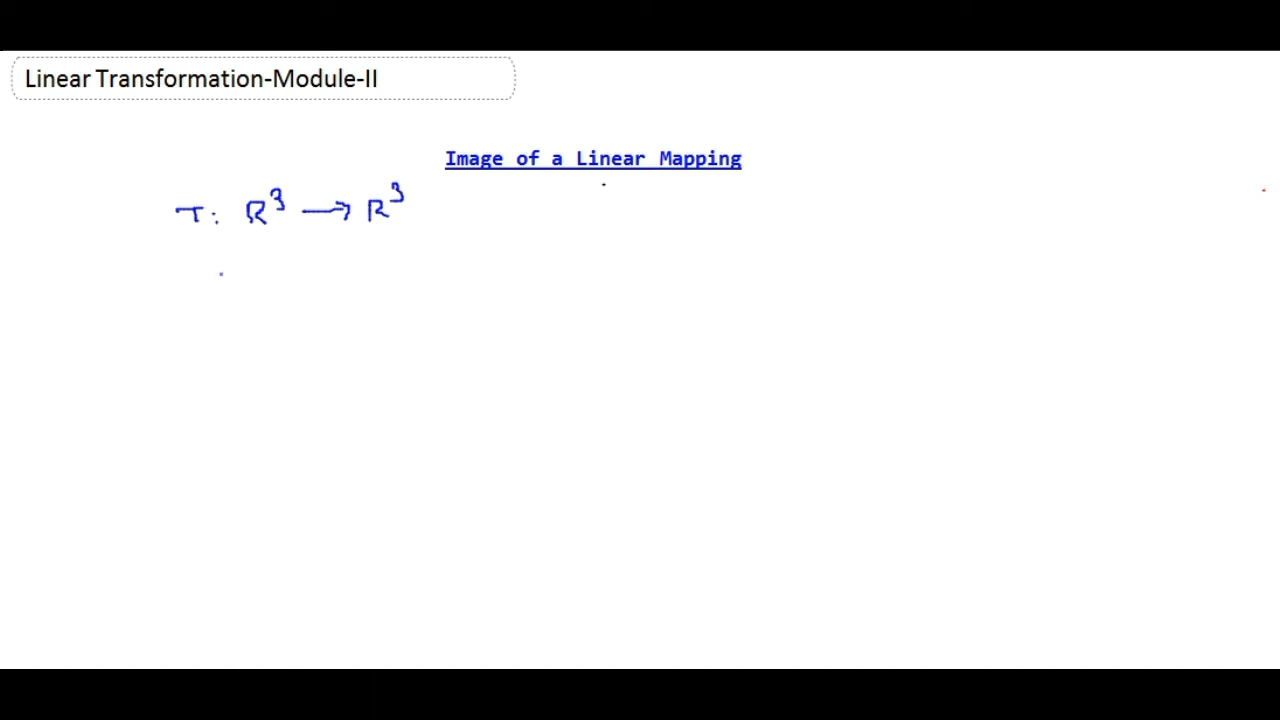 Linear Transformation-Module-II
Image of a Linear Mapping
T: R³ → R³